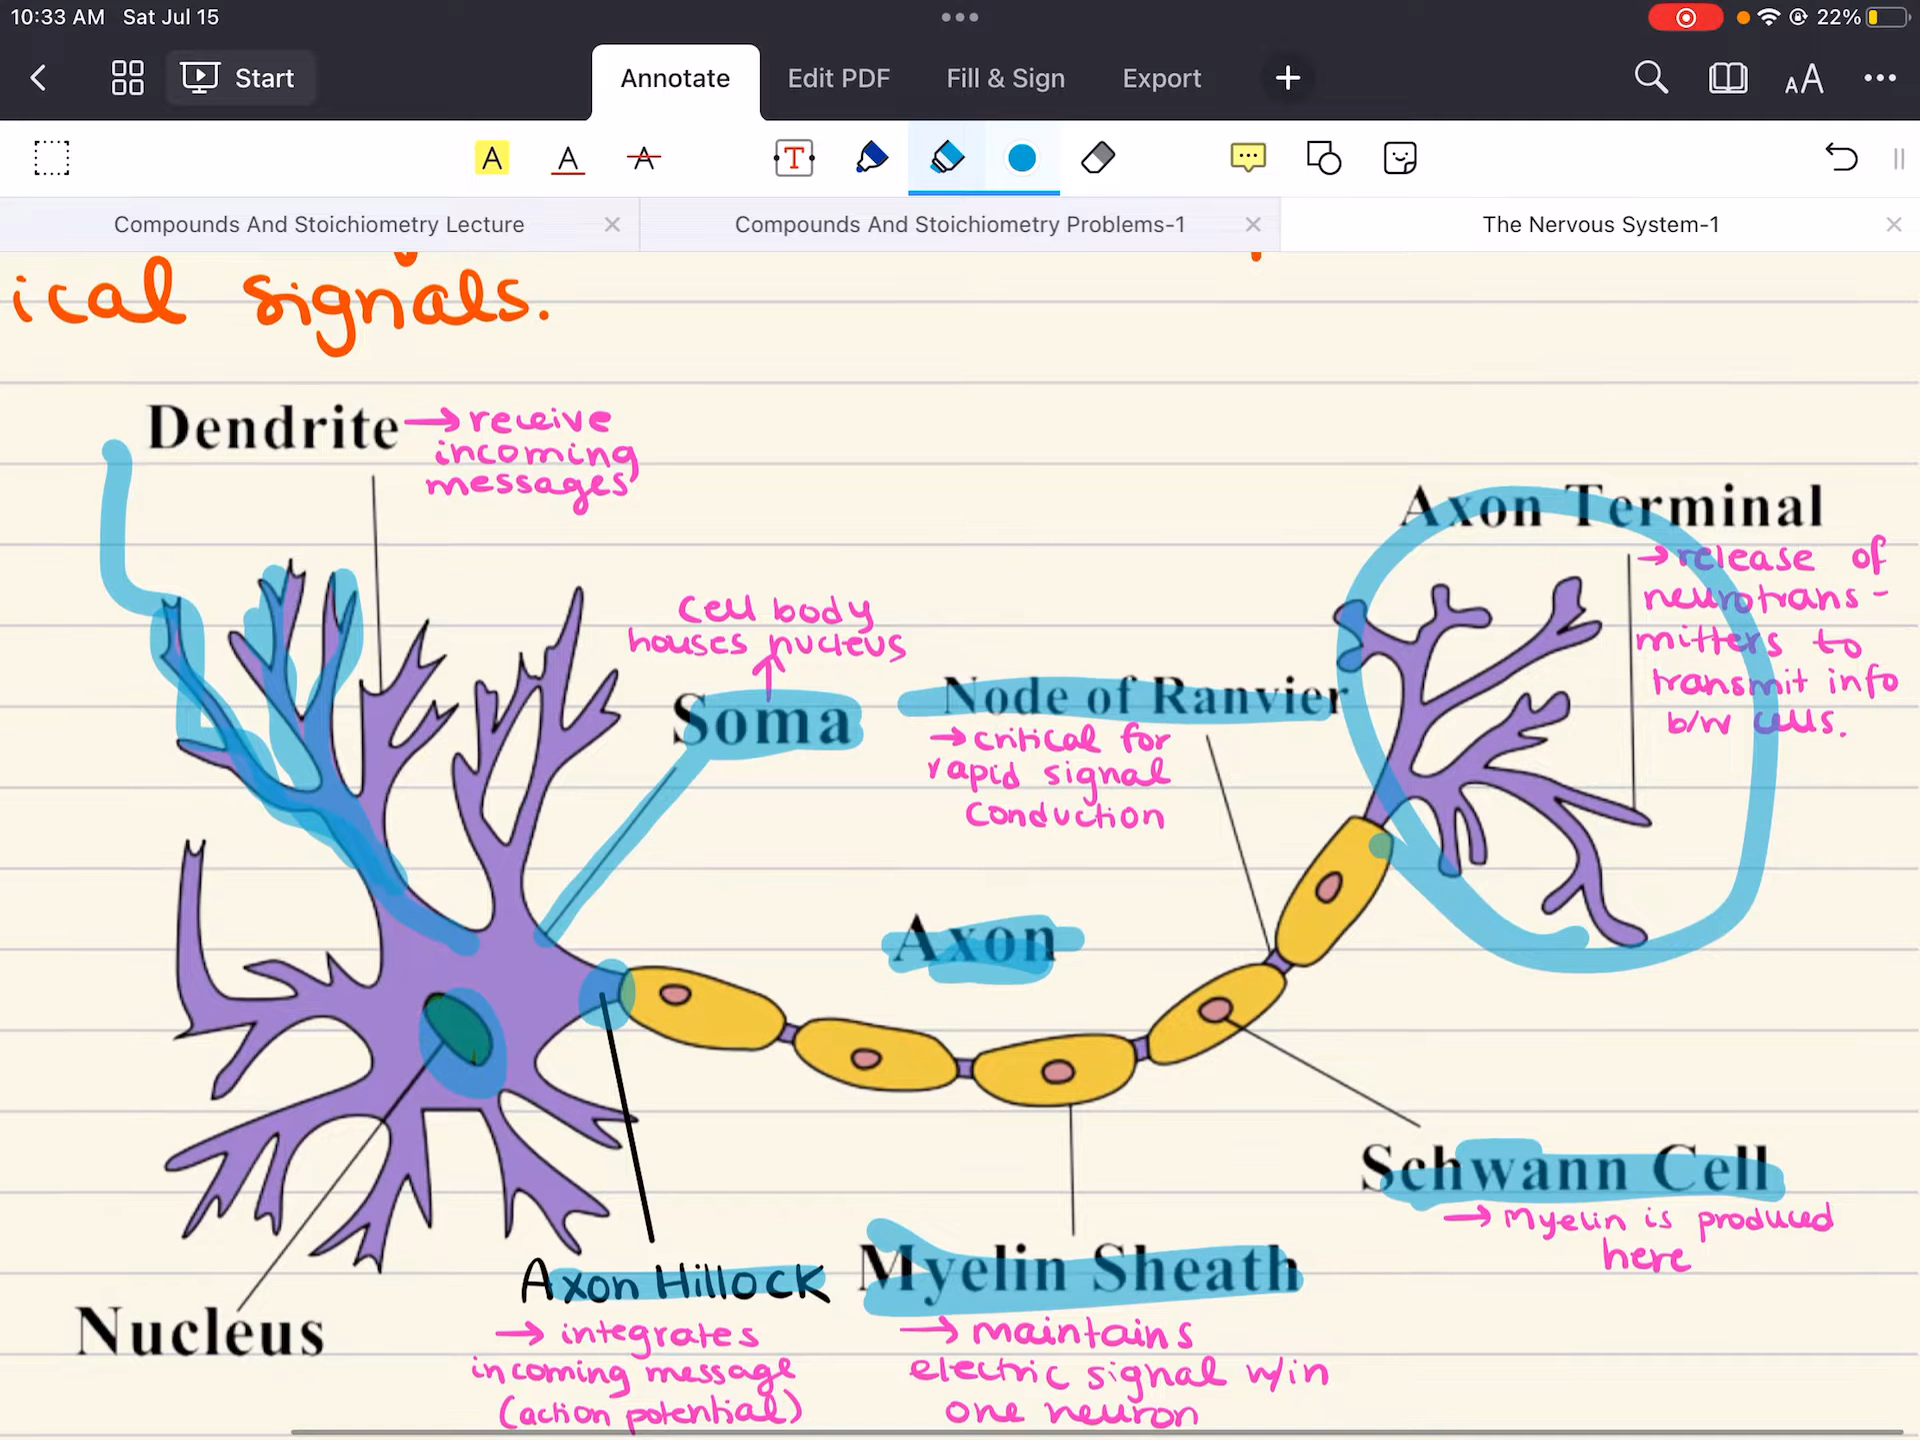 10:33 AM Sat Jul 15
22%
Start
Annotate
Edit PDF
Fill & Sign
Export
AA
A
A
A
T
Compounds And Stoichiometry Lecture
Compounds And Stoichiometry Problems-1
The Nervous System-1
ical signals.
Dendrite → receive
incoming
messages
Axon Terminal
→ release of
neurotrans-
mitters to
transmit info
b/w cells.
Cell body
houses nucleus
↑
Soma
Node of Ranvier
→ critical for
rapid signal
conduction
Axon
Schwann Cell
→ Myelin is produced
here
Nucleus
Axon Hillock
→ integrates
incoming message
(action potential)
Myelin Sheath
→ maintains
electric signal w/in
one neuron